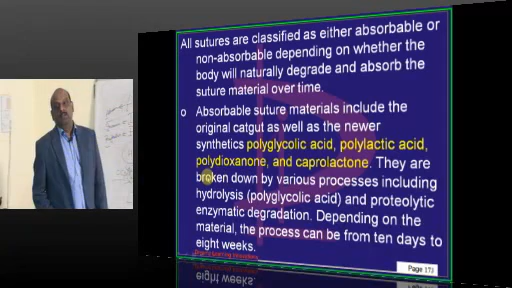 All sutures are classified as either absorbable or
non-absorbable depending on whether the
body will naturally degrade and absorb the
suture material over time.
o Absorbable suture materials include the
original catgut as well as the newer
synthetics polyglycolic acid, polylactic acid,
polydioxanone, and caprolactone. They are
broken down by various processes including
hydrolysis (polyglycolic acid) and proteolytic
enzymatic degradation. Depending on the
material, the process can be from ten days to
eight weeks.
Page 17